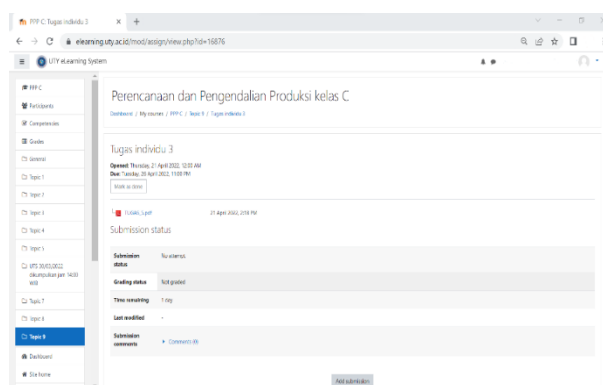 PPP C: Tugas individu 3
elearning.uty.ac.id/mod/assign/view.php?id=16876
UTY eLearning System
PPP C
Participants
Competencies
Grades
General
Topic 1
Topic 2
Topic 3
Topic 4
Topic 5
UTS 30/03/2022
dikumpulkan jam 14:00
WIB
Topic 7
Topic 8
Topic 9
Dashboard
Site home
Perencanaan dan Pengendalian Produksi kelas C
Dashboard / My courses / PPP C / Topic 9 / Tugas individu 3
Tugas individu 3
Opened: Thursday, 21 April 2022, 12:03 AM
Due: Tuesday, 26 April 2022, 11:00 PM
Mark as done
TUGAS_5.pdf
21 April 2022, 2:18 PM
Submission status
Submission status
No attempt
Grading status
Not graded
Time remaining
1 day
Last modified
-
Submission comments
Comments (0)
Add submission